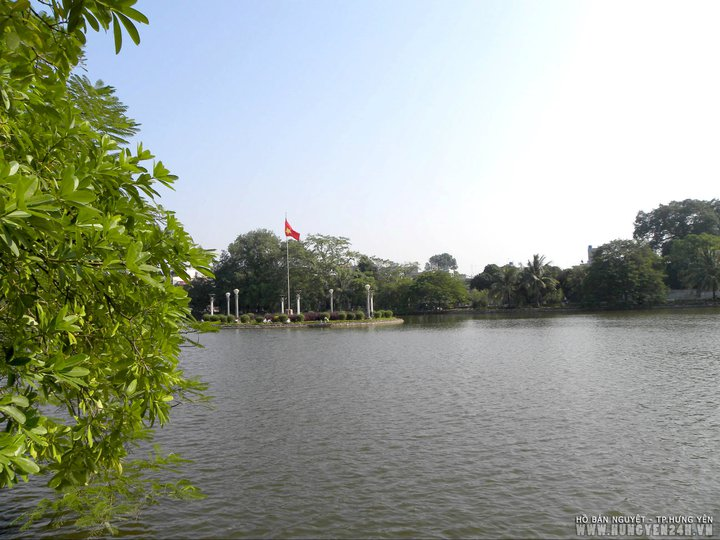 HỒ BÁN NGUYỆT - TP.HƯNG YÊN
WWW.HUNGYEN24H.VN